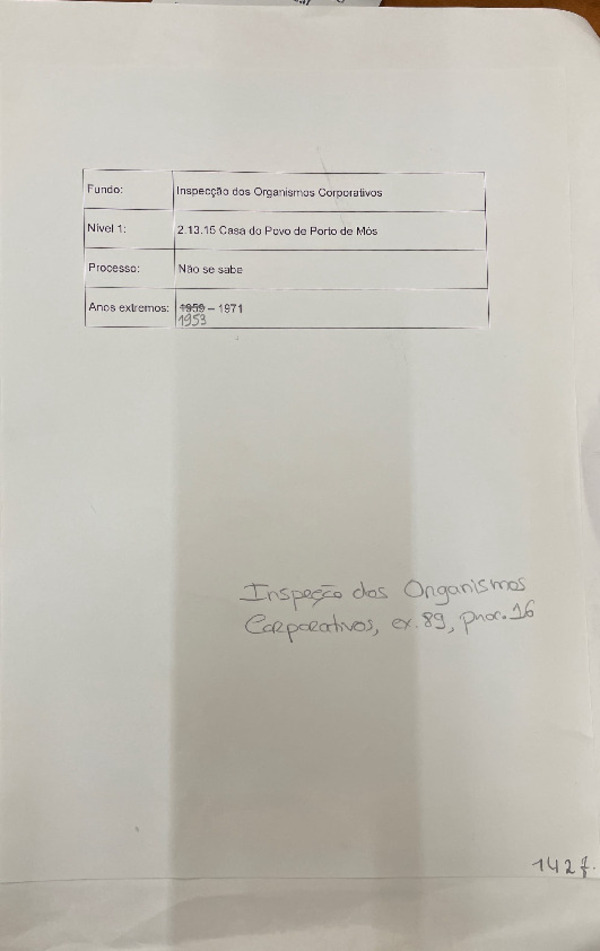 Fundo: Inspecção dos Organismos Corporativos
Nível 1: 2.13.15 Casa do Povo de Porto de Mós
Processo: Não se sabe
Anos extremos: 1959 – 1971
1953
Inspeção dos Organismos
Corporativos, cx. 89, proc. 16
142 f.